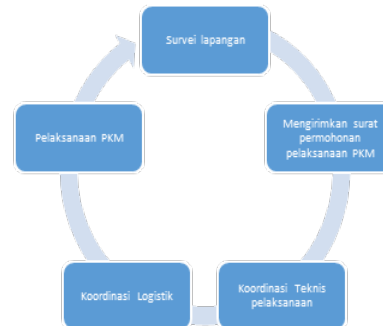 Survei lapangan
Mengirimkan surat
permohonan
pelaksanaan PKM
Koordinasi Teknis
pelaksanaan
Koordinasi Logistik
Pelaksanaan PKM